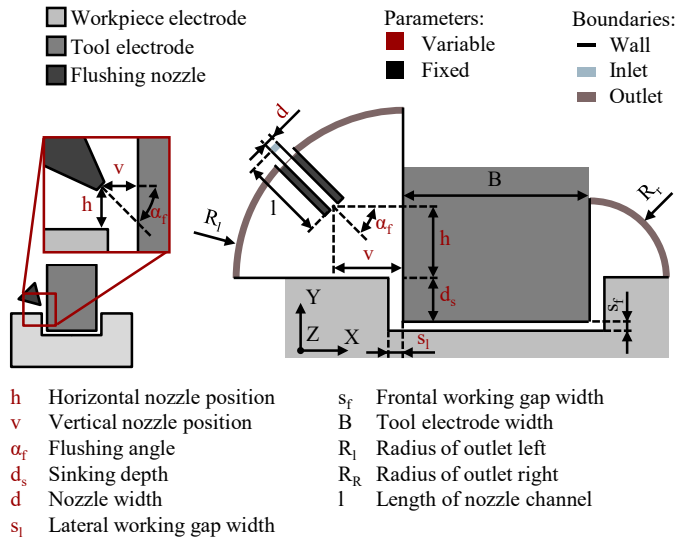 Workpiece electrode
Tool electrode
Flushing nozzle
Parameters:
Variable
Fixed
Boundaries:
Wall
Inlet
Outlet
v
h
α_f
d
l
R_l
α_f
v
B
h
d_s
R_f
s_f
s_l
Y
Z
X
h Horizontal nozzle position
v Vertical nozzle position
α_f Flushing angle
d_s Sinking depth
d Nozzle width
s_l Lateral working gap width
s_f Frontal working gap width
B Tool electrode width
R_l Radius of outlet left
R_R Radius of outlet right
l Length of nozzle channel